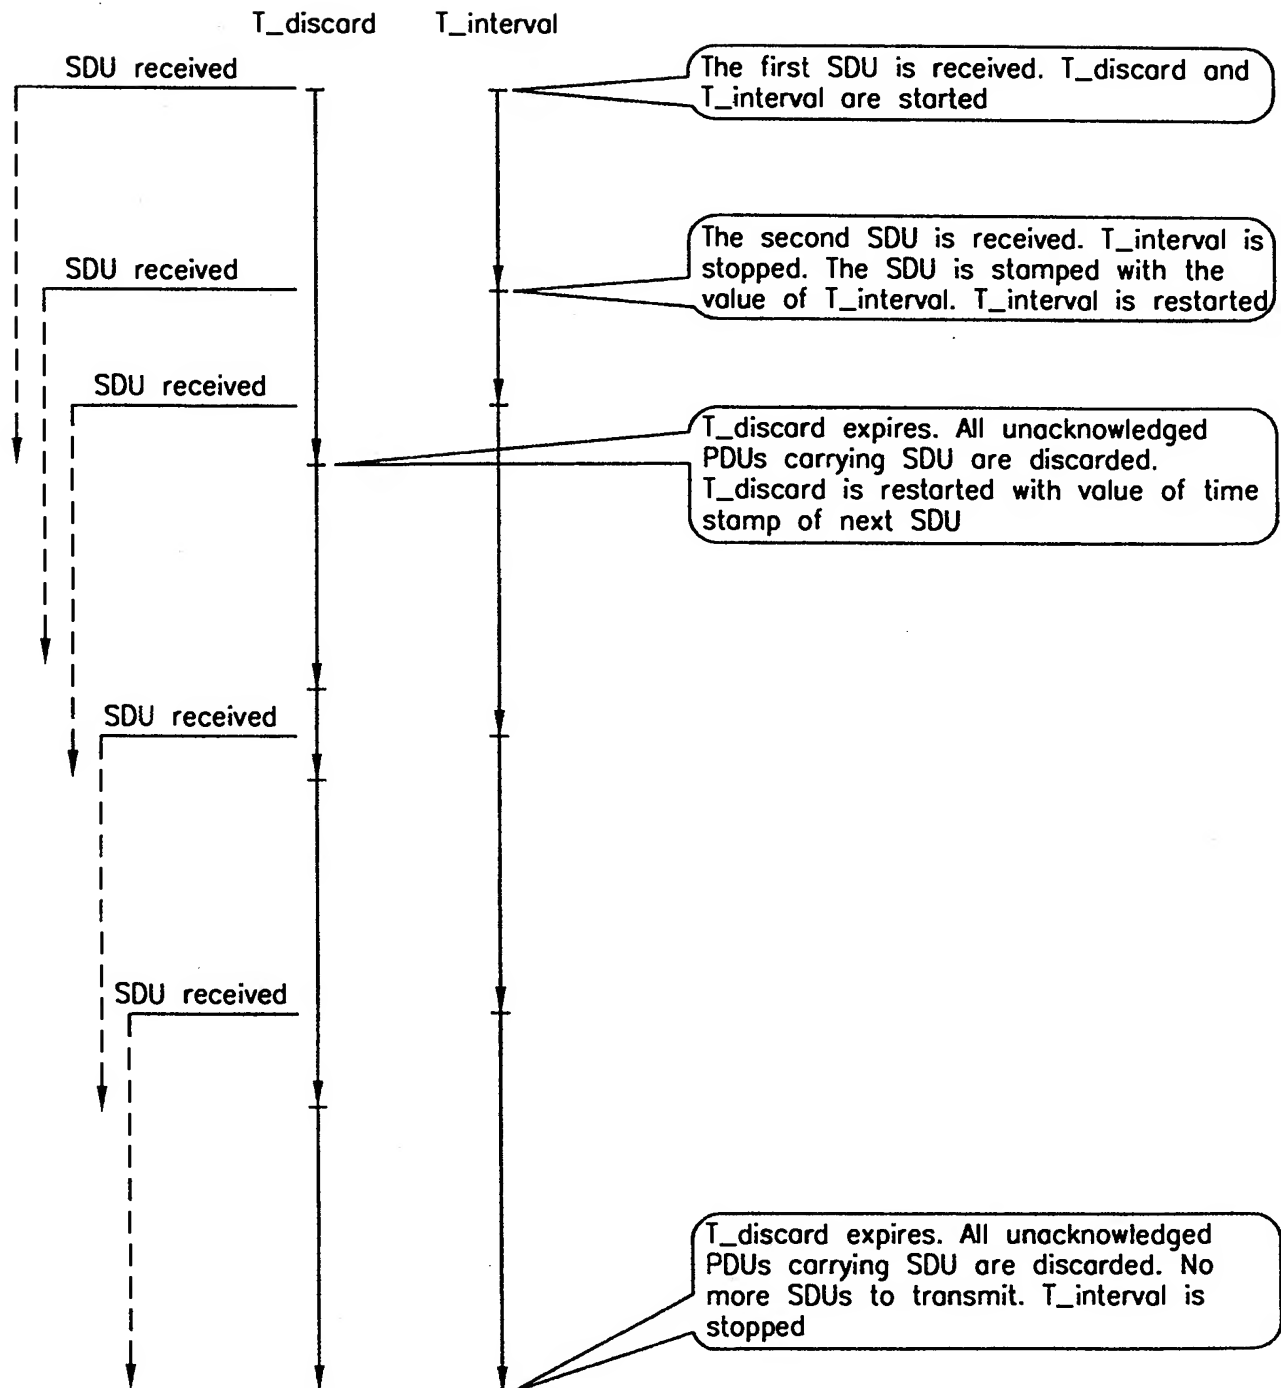 T_discard T_interval
SDU received
The first SDU is received. T_discard and
T_interval are started
The second SDU is received. T_interval is
stopped. The SDU is stamped with the
value of T_interval. T_interval is restarted
SDU received
SDU received
T_discard expires. All unacknowledged
PDUs carrying SDU are discarded.
T_discard is restarted with value of time
stamp of next SDU
SDU received
SDU received
T_discard expires. All unacknowledged
PDUs carrying SDU are discarded. No
more SDUs to transmit. T_interval is
stopped